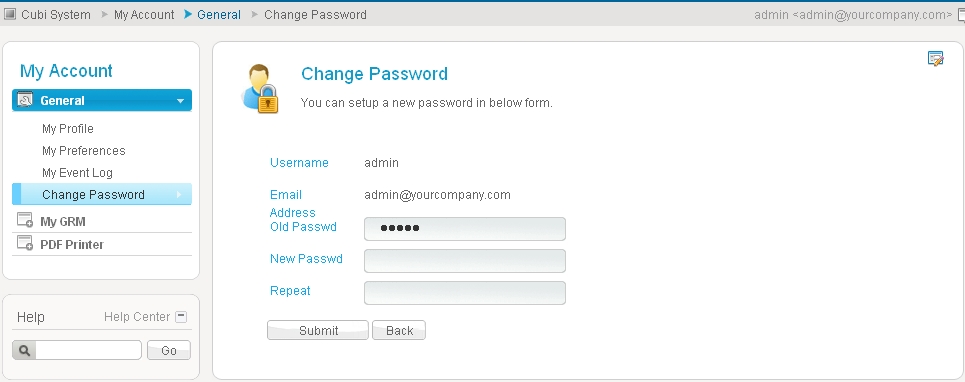 Cubi System My Account General Change Password admin <admin@yourcompany.com>
My Account
General
My Profile
My Preferences
My Event Log
Change Password
My GRM
PDF Printer
Help Help Center
Go
Change Password
You can setup a new password in below form.
Username admin
Email admin@yourcompany.com
Address
Old Passwd •••••
New Passwd
Repeat
Submit Back